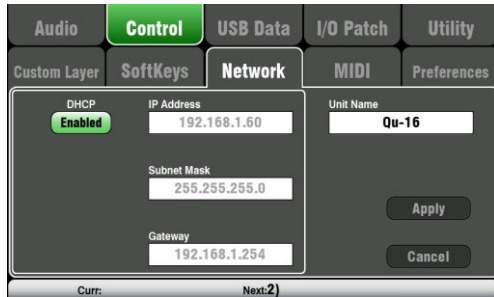 Audio Control USB Data I/O Patch Utility
Custom Layer SoftKeys Network MIDI Preferences
DHCP IP Address Unit Name
Enabled 192.168.1.60 Qu-16
Subnet Mask
255.255.255.0
Apply
Gateway
192.168.1.254 Cancel
Curr: Next:2)